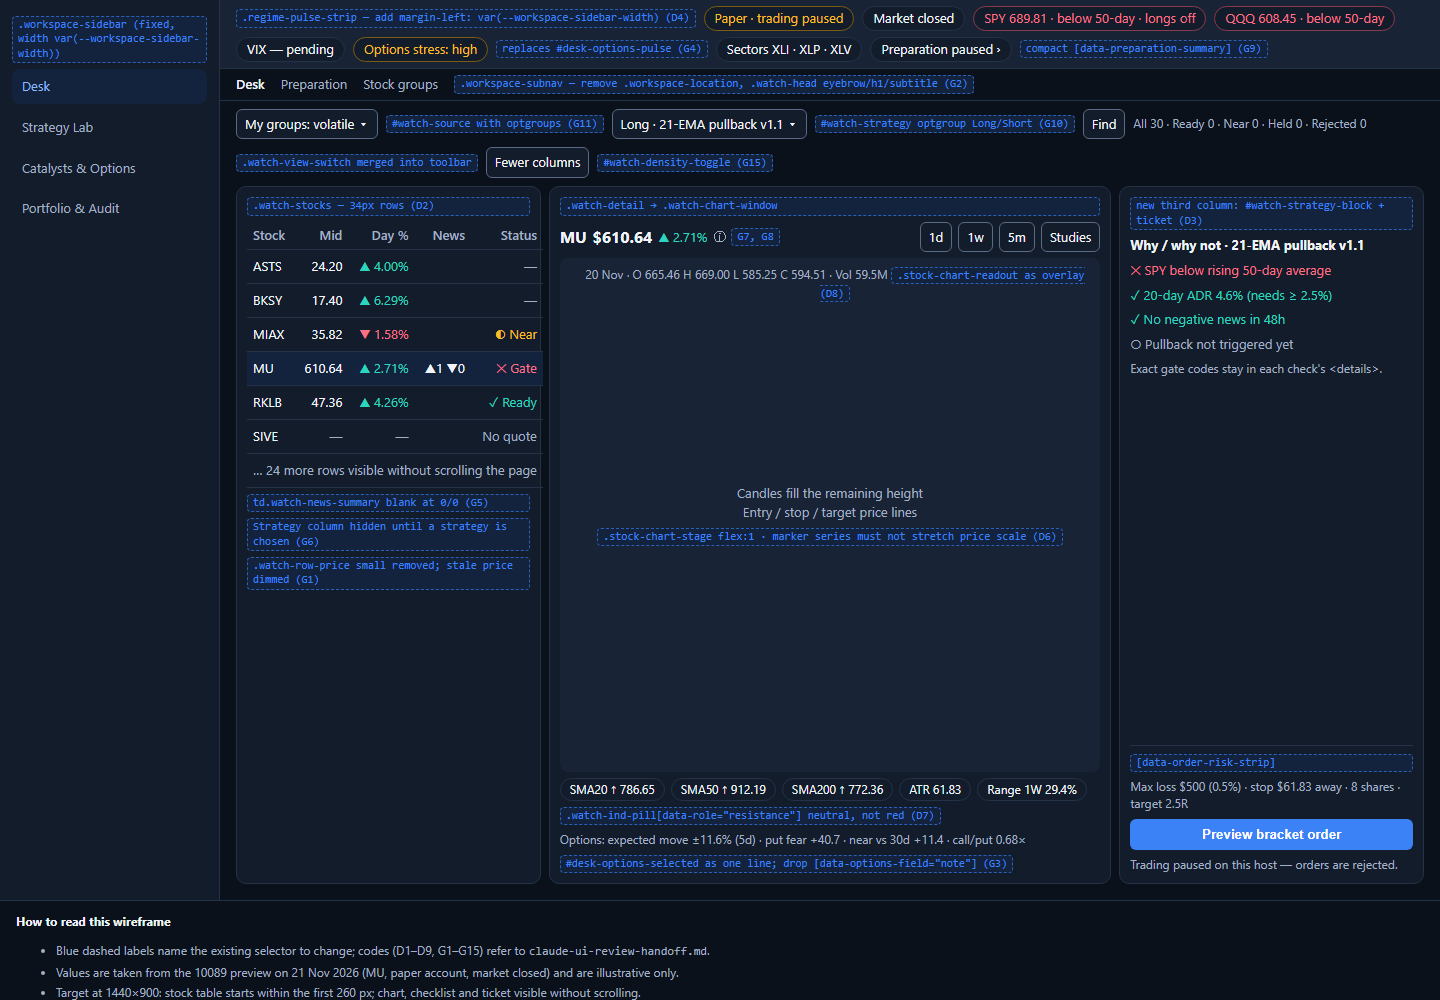 .workspace-sidebar (fixed,
width var(--workspace-sidebar-
width))
Desk
Strategy Lab
Catalysts & Options
Portfolio & Audit
.regime-pulse-strip — add margin-left: var(--workspace-sidebar-width) (D4)
Paper · trading paused
Market closed
SPY 689.81 · below 50-day · longs off
QQQ 608.45 · below 50-day
VIX — pending
Options stress: high
replaces #desk-options-pulse (G4)
Sectors XLI · XLP · XLV
Preparation paused ›
compact [data-preparation-summary] (G9)
Desk
Preparation
Stock groups
.workspace-subnav — remove .workspace-location, .watch-head eyebrow/h1/subtitle (G2)
My groups: volatile
#watch-source with optgroups (G11)
Long · 21-EMA pullback v1.1
#watch-strategy optgroup Long/Short (G10)
Find
All 30 · Ready 0 · Near 0 · Held 0 · Rejected 0
.watch-view-switch merged into toolbar
Fewer columns
#watch-density-toggle (G15)
.watch-stocks — 34px rows (D2)
Stock Mid Day % News Status
ASTS 24.20 ▲ 4.00% —
BKSY 17.40 ▲ 6.29% —
MIAX 35.82 ▼ 1.58% ◐ Near
MU 610.64 ▲ 2.71% ▲1 ▼0 ✕ Gate
RKLB 47.36 ▲ 4.26% ✓ Ready
SIVE — — No quote
… 24 more rows visible without scrolling the page
td.watch-news-summary blank at 0/0 (G5)
Strategy column hidden until a strategy is
chosen (G6)
.watch-row-price small removed; stale price
dimmed (G1)
.watch-detail → .watch-chart-window
MU $610.64 ▲ 2.71% ⓘ G7, G8
1d
1w
5m
Studies
20 Nov · O 665.46 H 669.00 L 585.25 C 594.51 · Vol 59.5M .stock-chart-readout as overlay
(D8)
Candles fill the remaining height
Entry / stop / target price lines
.stock-chart-stage flex:1 · marker series must not stretch price scale (D6)
SMA20 ↑ 786.65
SMA50 ↑ 912.19
SMA200 ↑ 772.36
ATR 61.83
Range 1W 29.4%
.watch-ind-pill[data-role="resistance"] neutral, not red (D7)
Options: expected move ±11.6% (5d) · put fear +40.7 · near vs 30d +11.4 · call/put 0.68×
#desk-options-selected as one line; drop [data-options-field="note"] (G3)
new third column: #watch-strategy-block +
ticket (D3)
Why / why not · 21-EMA pullback v1.1
✕ SPY below rising 50-day average
✓ 20-day ADR 4.6% (needs ≥ 2.5%)
✓ No negative news in 48h
○ Pullback not triggered yet
Exact gate codes stay in each check's <details>.
[data-order-risk-strip]
Max loss $500 (0.5%) · stop $61.83 away · 8 shares ·
target 2.5R
Preview bracket order
Trading paused on this host — orders are rejected.
How to read this wireframe
• Blue dashed labels name the existing selector to change; codes (D1–D9, G1–G15) refer to claude-ui-review-handoff.md.
• Values are taken from the 10089 preview on 21 Nov 2026 (MU, paper account, market closed) and are illustrative only.
• Target at 1440×900: stock table starts within the first 260 px; chart, checklist and ticket visible without scrolling.